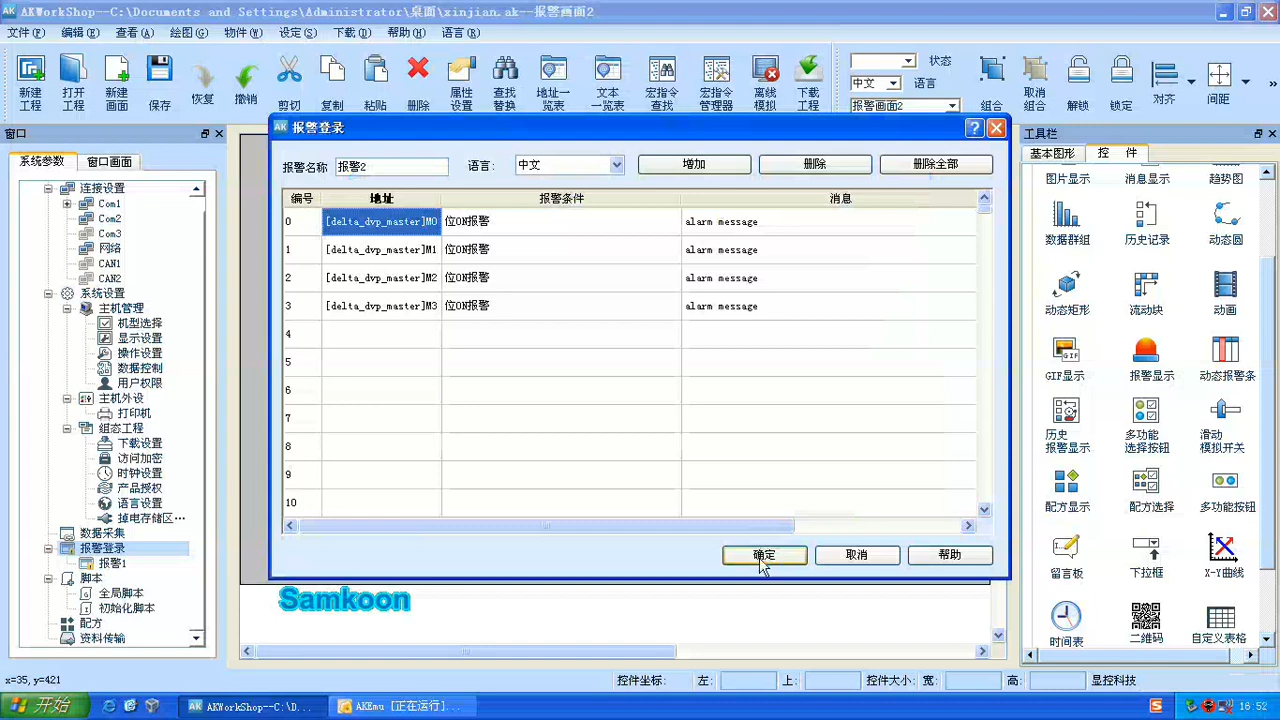 AKWorkShop--C:\Documents and Settings\Administrator\桌面\xinjian.ak--报警画面2
文件(F) 编辑(E) 查看(A) 绘图(G) 物件(W) 设定(S) 下载(D) 帮助(H) 语言(R)
新建工程
打开工程
新建画面
保存
恢复
撤销
剪切
复制
粘贴
删除
属性设置
查找替换
地址一览表
文本一览表
宏指令查找
宏指令管理器
离线模拟
下载工程
状态
中文 语言
报警画面2
组合
取消组合
解锁
锁定
对齐
间距
窗口
系统参数 窗口画面
连接设置
Com1
Com2
Com3
网络
CAN1
CAN2
系统设置
主机管理
机型选择
显示设置
操作设置
数据控制
用户权限
主机外设
打印机
组态工程
下载设置
访问加密
时钟设置
产品授权
语言设置
掉电存储区…
数据采集
报警登录
报警1
脚本
全局脚本
初始化脚本
配方
资料传输
报警登录
报警名称 报警2 语言: 中文 增加 删除 删除全部
编号 地址 报警条件 消息
0 [delta_dvp_master]M0 位ON报警 alarm message
1 [delta_dvp_master]M1 位ON报警 alarm message
2 [delta_dvp_master]M2 位ON报警 alarm message
3 [delta_dvp_master]M3 位ON报警 alarm message
4
5
6
7
8
9
10
确定 取消 帮助
Samkoon
工具栏
基本图形 控 件
图片显示 消息显示 趋势图
数据群组 历史记录 动态圆
动态矩形 流动块 动画
GIF
GIF显示 报警显示 动态报警条
历史报警显示 多功能选择按钮 滑动模拟开关
配方显示 配方选择 多功能按钮
留言板 下拉框 X-Y曲线
时间表 二维码 自定义表格
x=35, y=421 控件坐标: 左: 上: 控件大小: 宽: 高: 显控科技
开始 AKWorkShop--C:\D... AKEmu [正在运行]... 16:52